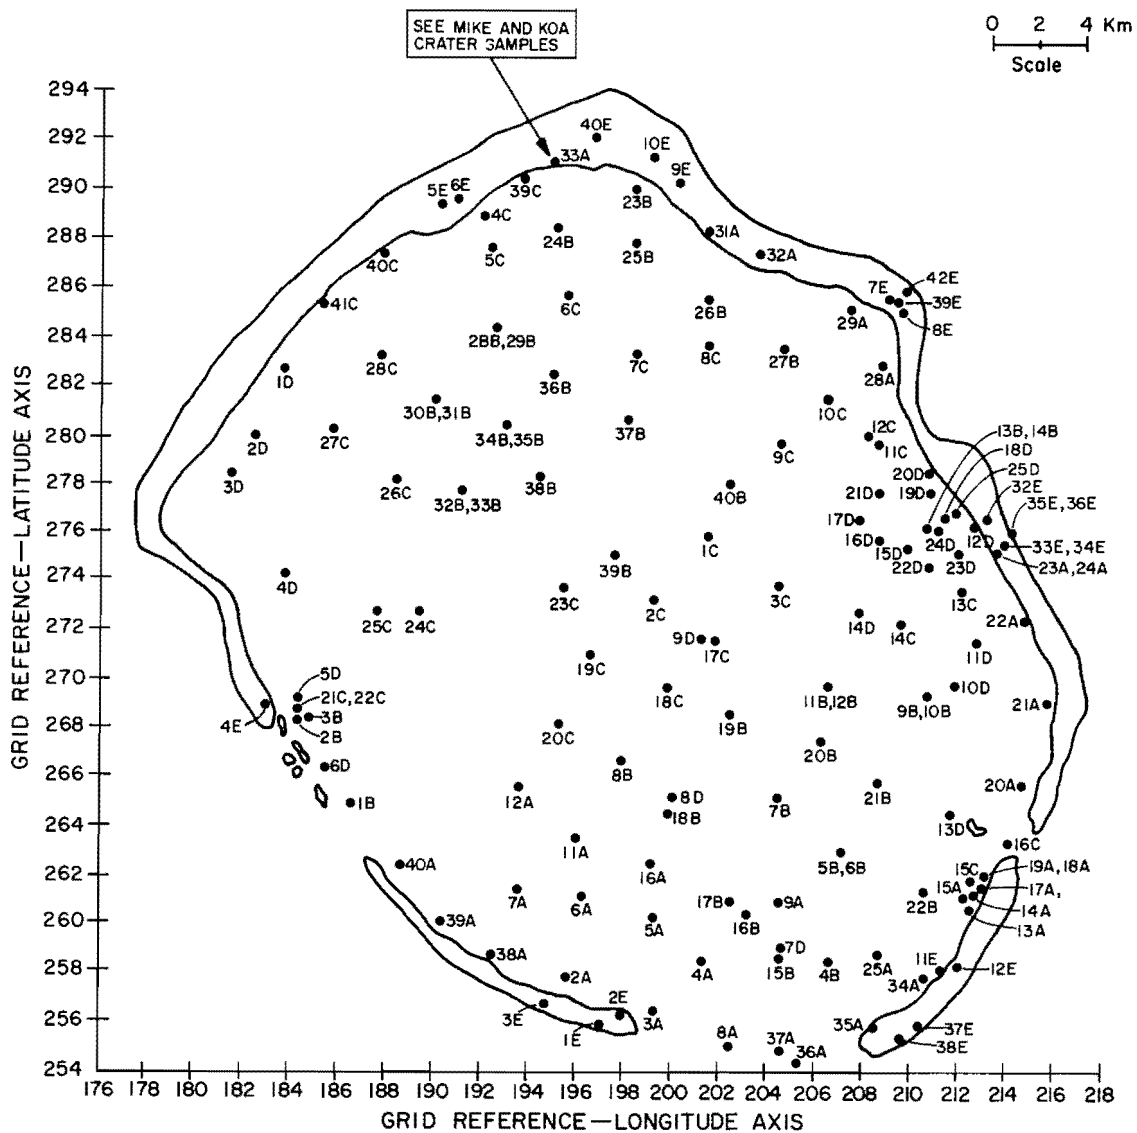 SEE MIKE AND KOA
CRATER SAMPLES
0 2 4 Km
Scale
294
292
290
288
286
284
282
280
278
276
274
272
270
268
266
264
262
260
258
256
254
GRID REFERENCE—LATITUDE AXIS
40E
33A
10E
9E
39C
5E 6E
4C
23B
24B
31A
40C
5C
25B
32A
42E
7E
39E
8E
41C
6C
26B
29A
28B, 29B
28C
7C
8C
27B
1D
36B
28A
30B, 31B
10C
2D
27C
34B, 35B
37B
12C
11C
9C
13B, 14B
18D
25D
32E
35E, 36E
3D
26C
32B, 33B
38B
40B
20D
21D
19D
17D
16D
15D
24D
12D
33E, 34E
1C
39B
22D
23D
23A, 24A
4D
23C
3C
13C
25C
24C
2C
14D
14C
22A
9D
17C
11D
19C
5D
21C, 22C
3B
2B
4E
18C
11B, 12B
10D
9B, 10B
21A
20C
19B
20B
6D
8B
1B
12A
8D
18B
7B
21B
20A
13D
16C
11A
5B, 6B
40A
16A
15C
19A, 18A
15A
17A,
14A
13A
7A
6A
17B
9A
22B
39A
5A
16B
38A
7D
15B
4A
4B
25A
11E
12E
34A
2A
3E
2E
1E
3A
35A
37E
38E
8A
37A
36A
176 178 180 182 184 186 188 190 192 194 196 198 200 202 204 206 208 210 212 214 216 218
GRID REFERENCE—LONGITUDE AXIS